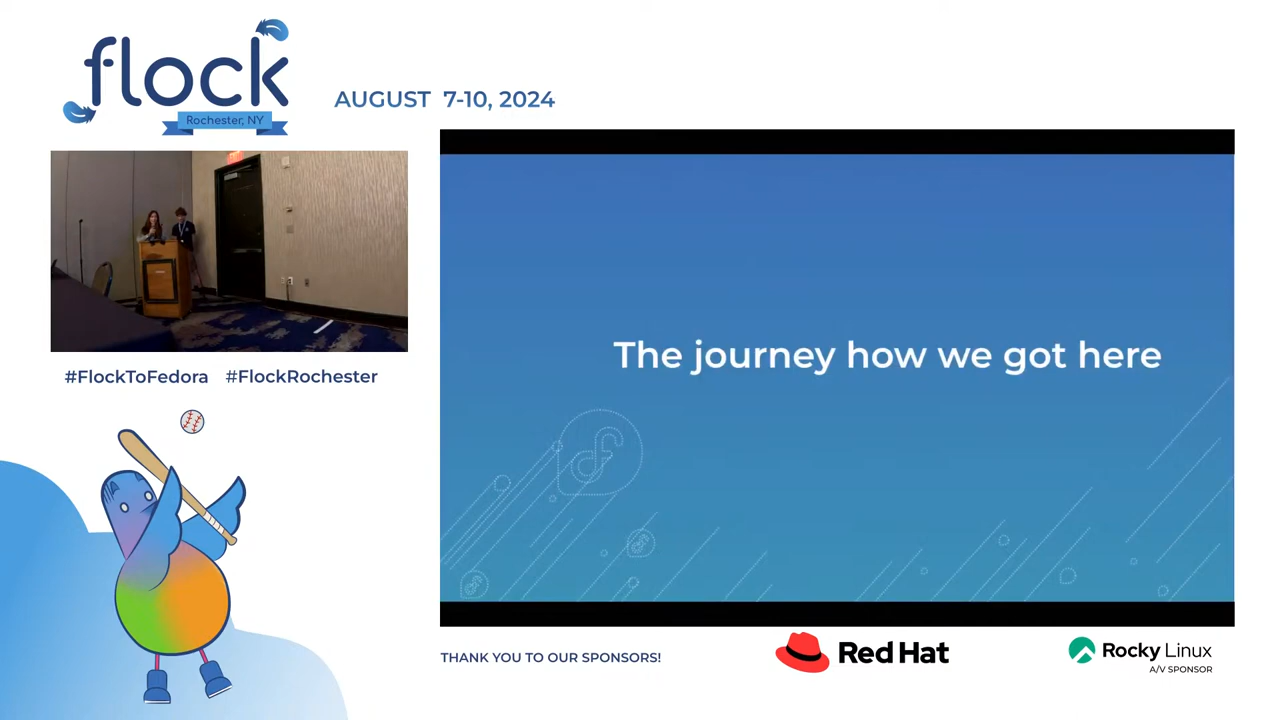 flock
Rochester, NY
AUGUST 7-10, 2024
The journey how we got here
#FlockToFedora #FlockRochester
THANK YOU TO OUR SPONSORS!
Red Hat
Rocky Linux
A/V SPONSOR